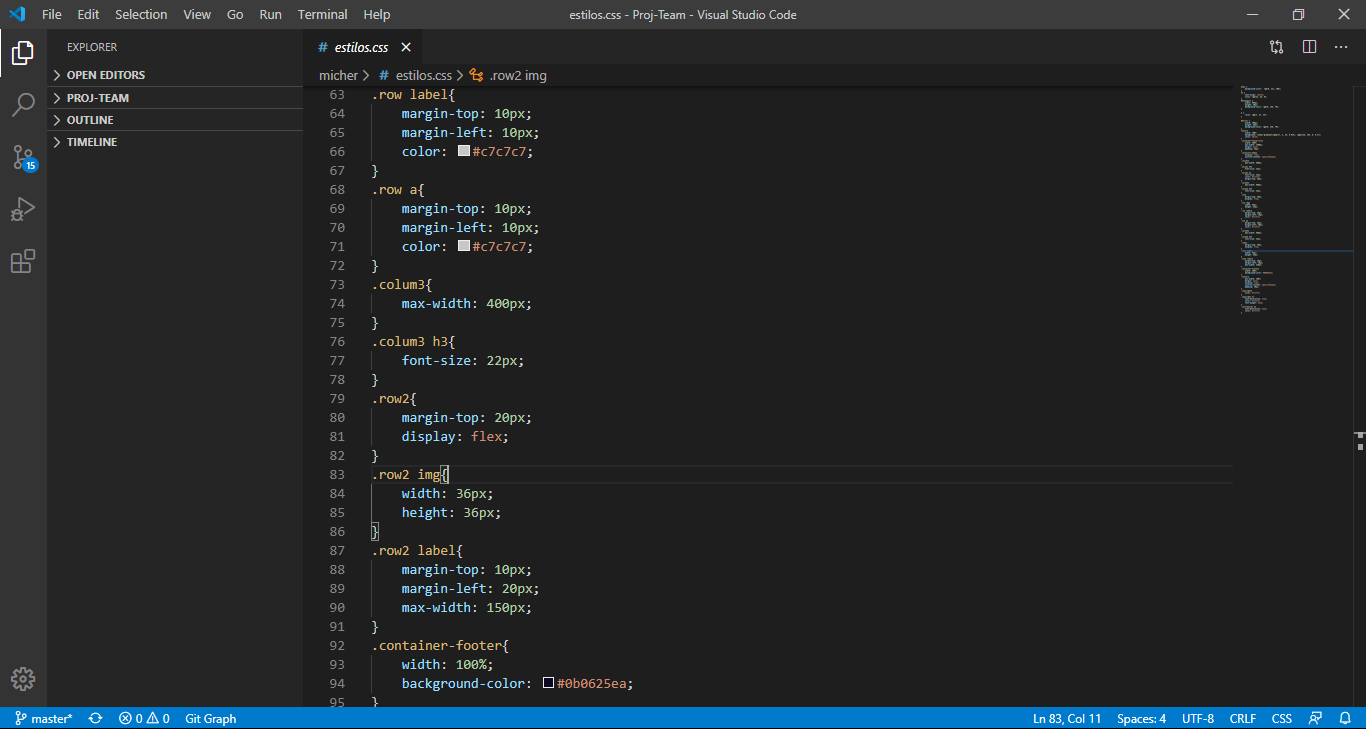 File Edit Selection View Go Run Terminal Help estilos.css - Proj-Team - Visual Studio Code
EXPLORER
OPEN EDITORS
PROJ-TEAM
OUTLINE
TIMELINE
15
# estilos.css
micher > # estilos.css > .row2 img
63 .row label{
64 margin-top: 10px;
65 margin-left: 10px;
66 color: #c7c7c7;
67 }
68 .row a{
69 margin-top: 10px;
70 margin-left: 10px;
71 color: #c7c7c7;
72 }
73 .colum3{
74 max-width: 400px;
75 }
76 .colum3 h3{
77 font-size: 22px;
78 }
79 .row2{
80 margin-top: 20px;
81 display: flex;
82 }
83 .row2 img{
84 width: 36px;
85 height: 36px;
86 }
87 .row2 label{
88 margin-top: 10px;
89 margin-left: 20px;
90 max-width: 150px;
91 }
92 .container-footer{
93 width: 100%;
94 background-color: #0b0625ea;
95 }
master* 0 0 Git Graph Ln 83, Col 11 Spaces: 4 UTF-8 CRLF CSS